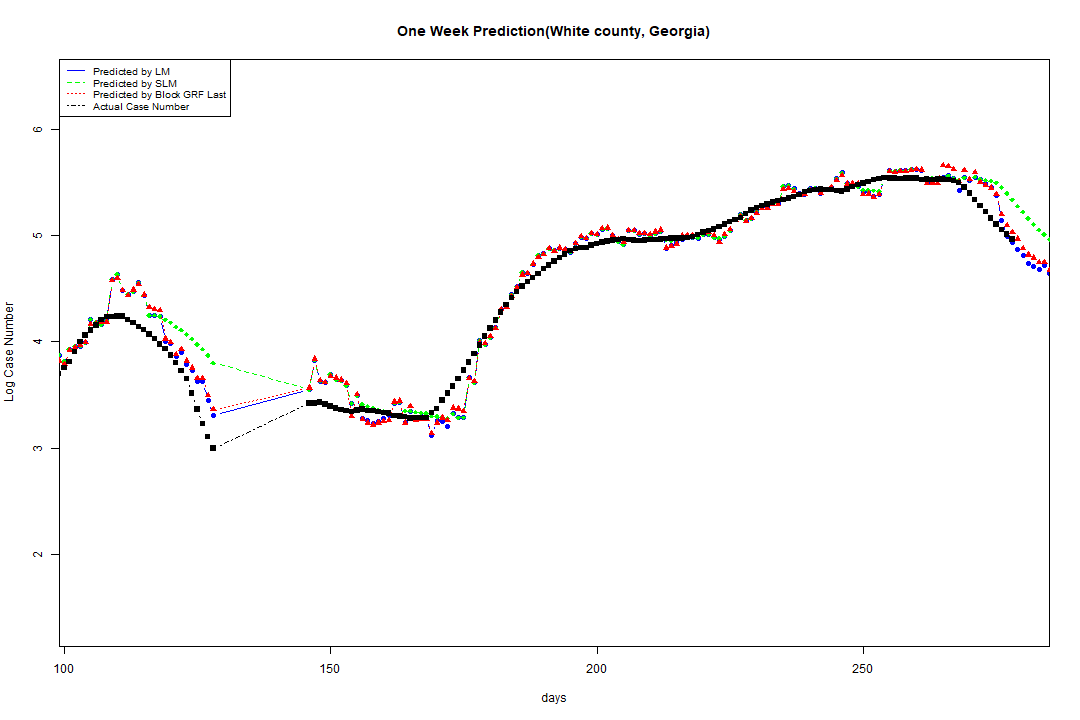 One Week Prediction(White county, Georgia)
Predicted by LM
Predicted by SLM
Predicted by Block GRF Last
Actual Case Number
6
5
4
3
2
Log Case Number
100 150 200 250
days